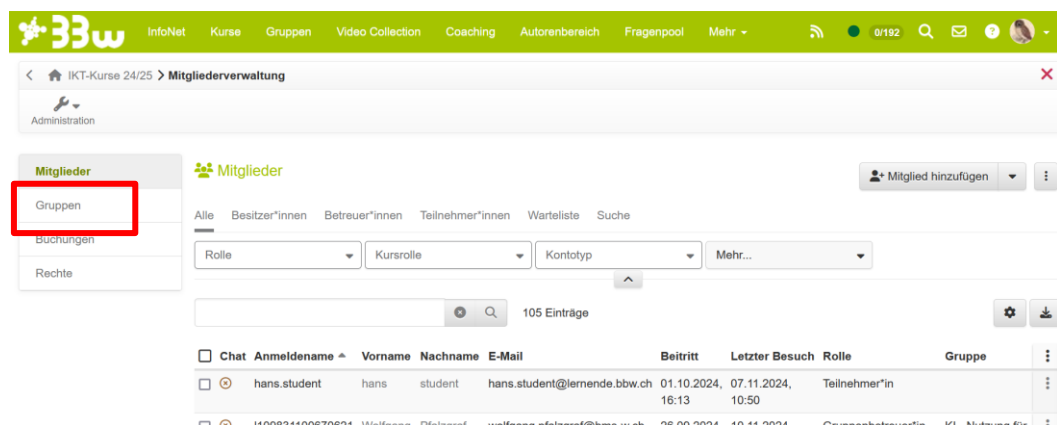 BBW InfoNet Kurse Gruppen Video Collection Coaching Autorenbereich Fragenpool Mehr 0/192 ?
IKT-Kurse 24/25 > Mitgliederverwaltung
Administration
Mitglieder
Gruppen
Buchungen
Rechte
Mitglieder
Mitglied hinzufügen
Alle Besitzer*innen Betreuer*innen Teilnehmer*innen Warteliste Suche
Rolle Kursrolle Kontotyp Mehr...
105 Einträge
Chat Anmeldename Vorname Nachname E-Mail Beitritt Letzter Besuch Rolle Gruppe
hans.student hans student hans.student@lernende.bbw.ch 01.10.2024, 16:13 07.11.2024, 10:50 Teilnehmer*in